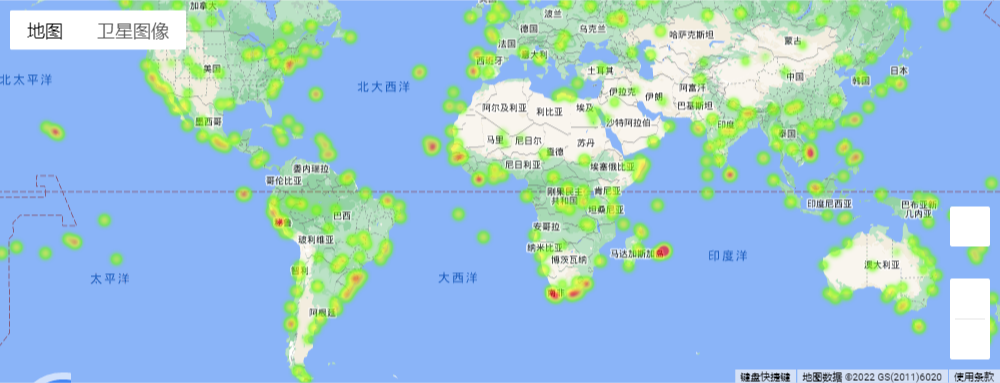 加拿大
地图
卫星图像
波兰
德国
乌克兰
法国
哈萨克斯坦
蒙古
意大利
西班牙
美国
北太平洋
北大西洋
土耳其
中国
日本
韩国
伊拉克
伊朗
阿富汗
巴基斯坦
阿尔及利亚
利比亚
埃及
沙特阿拉伯
印度
泰国
墨西哥
马里
尼日尔
苏丹
乍得
尼日利亚
埃塞俄比亚
委内瑞拉
哥伦比亚
刚果民主
共和国
肯尼亚
坦桑尼亚
印度尼西亚
巴布亚新
几内亚
巴西
秘鲁
安哥拉
玻利维亚
纳米比亚
博茨瓦纳
马达加斯加
印度洋
智利
太平洋
大西洋
澳大利亚
南非
阿根廷
键盘快捷键
地图数据 ©2022 GS(2011)6020
使用条款